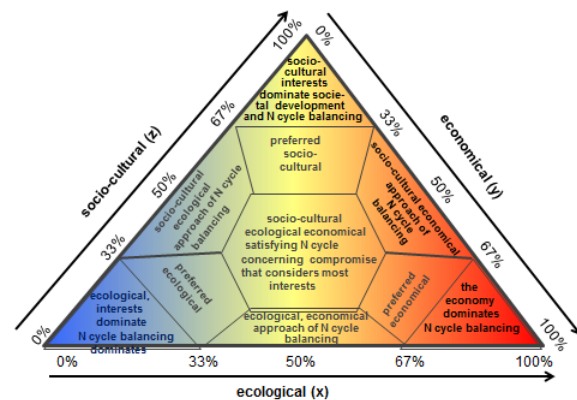 100%
0%
socio-
cultural
interests
dominate socie-
tal development
and N cycle balancing
67%
33%
preferred
socio-
cultural
socio-cultural (z)
economical (y)
50%
50%
socio-cultural
ecological
approach of N cycle
balancing
socio-cultural economical
approach of
N cycle
balancing
33%
67%
socio-cultural
ecological economical
satisfying N cycle
concerning compromise
that considers most
interests
preferred
ecological
preferred
economical
ecological,
interests
dominate
N cycle balancing
dominates
ecological, economical
approach of N cycle
balancing
the
economy
dominates
N cycle balancing
0%
100%
0%
33%
50%
67%
100%
ecological (x)